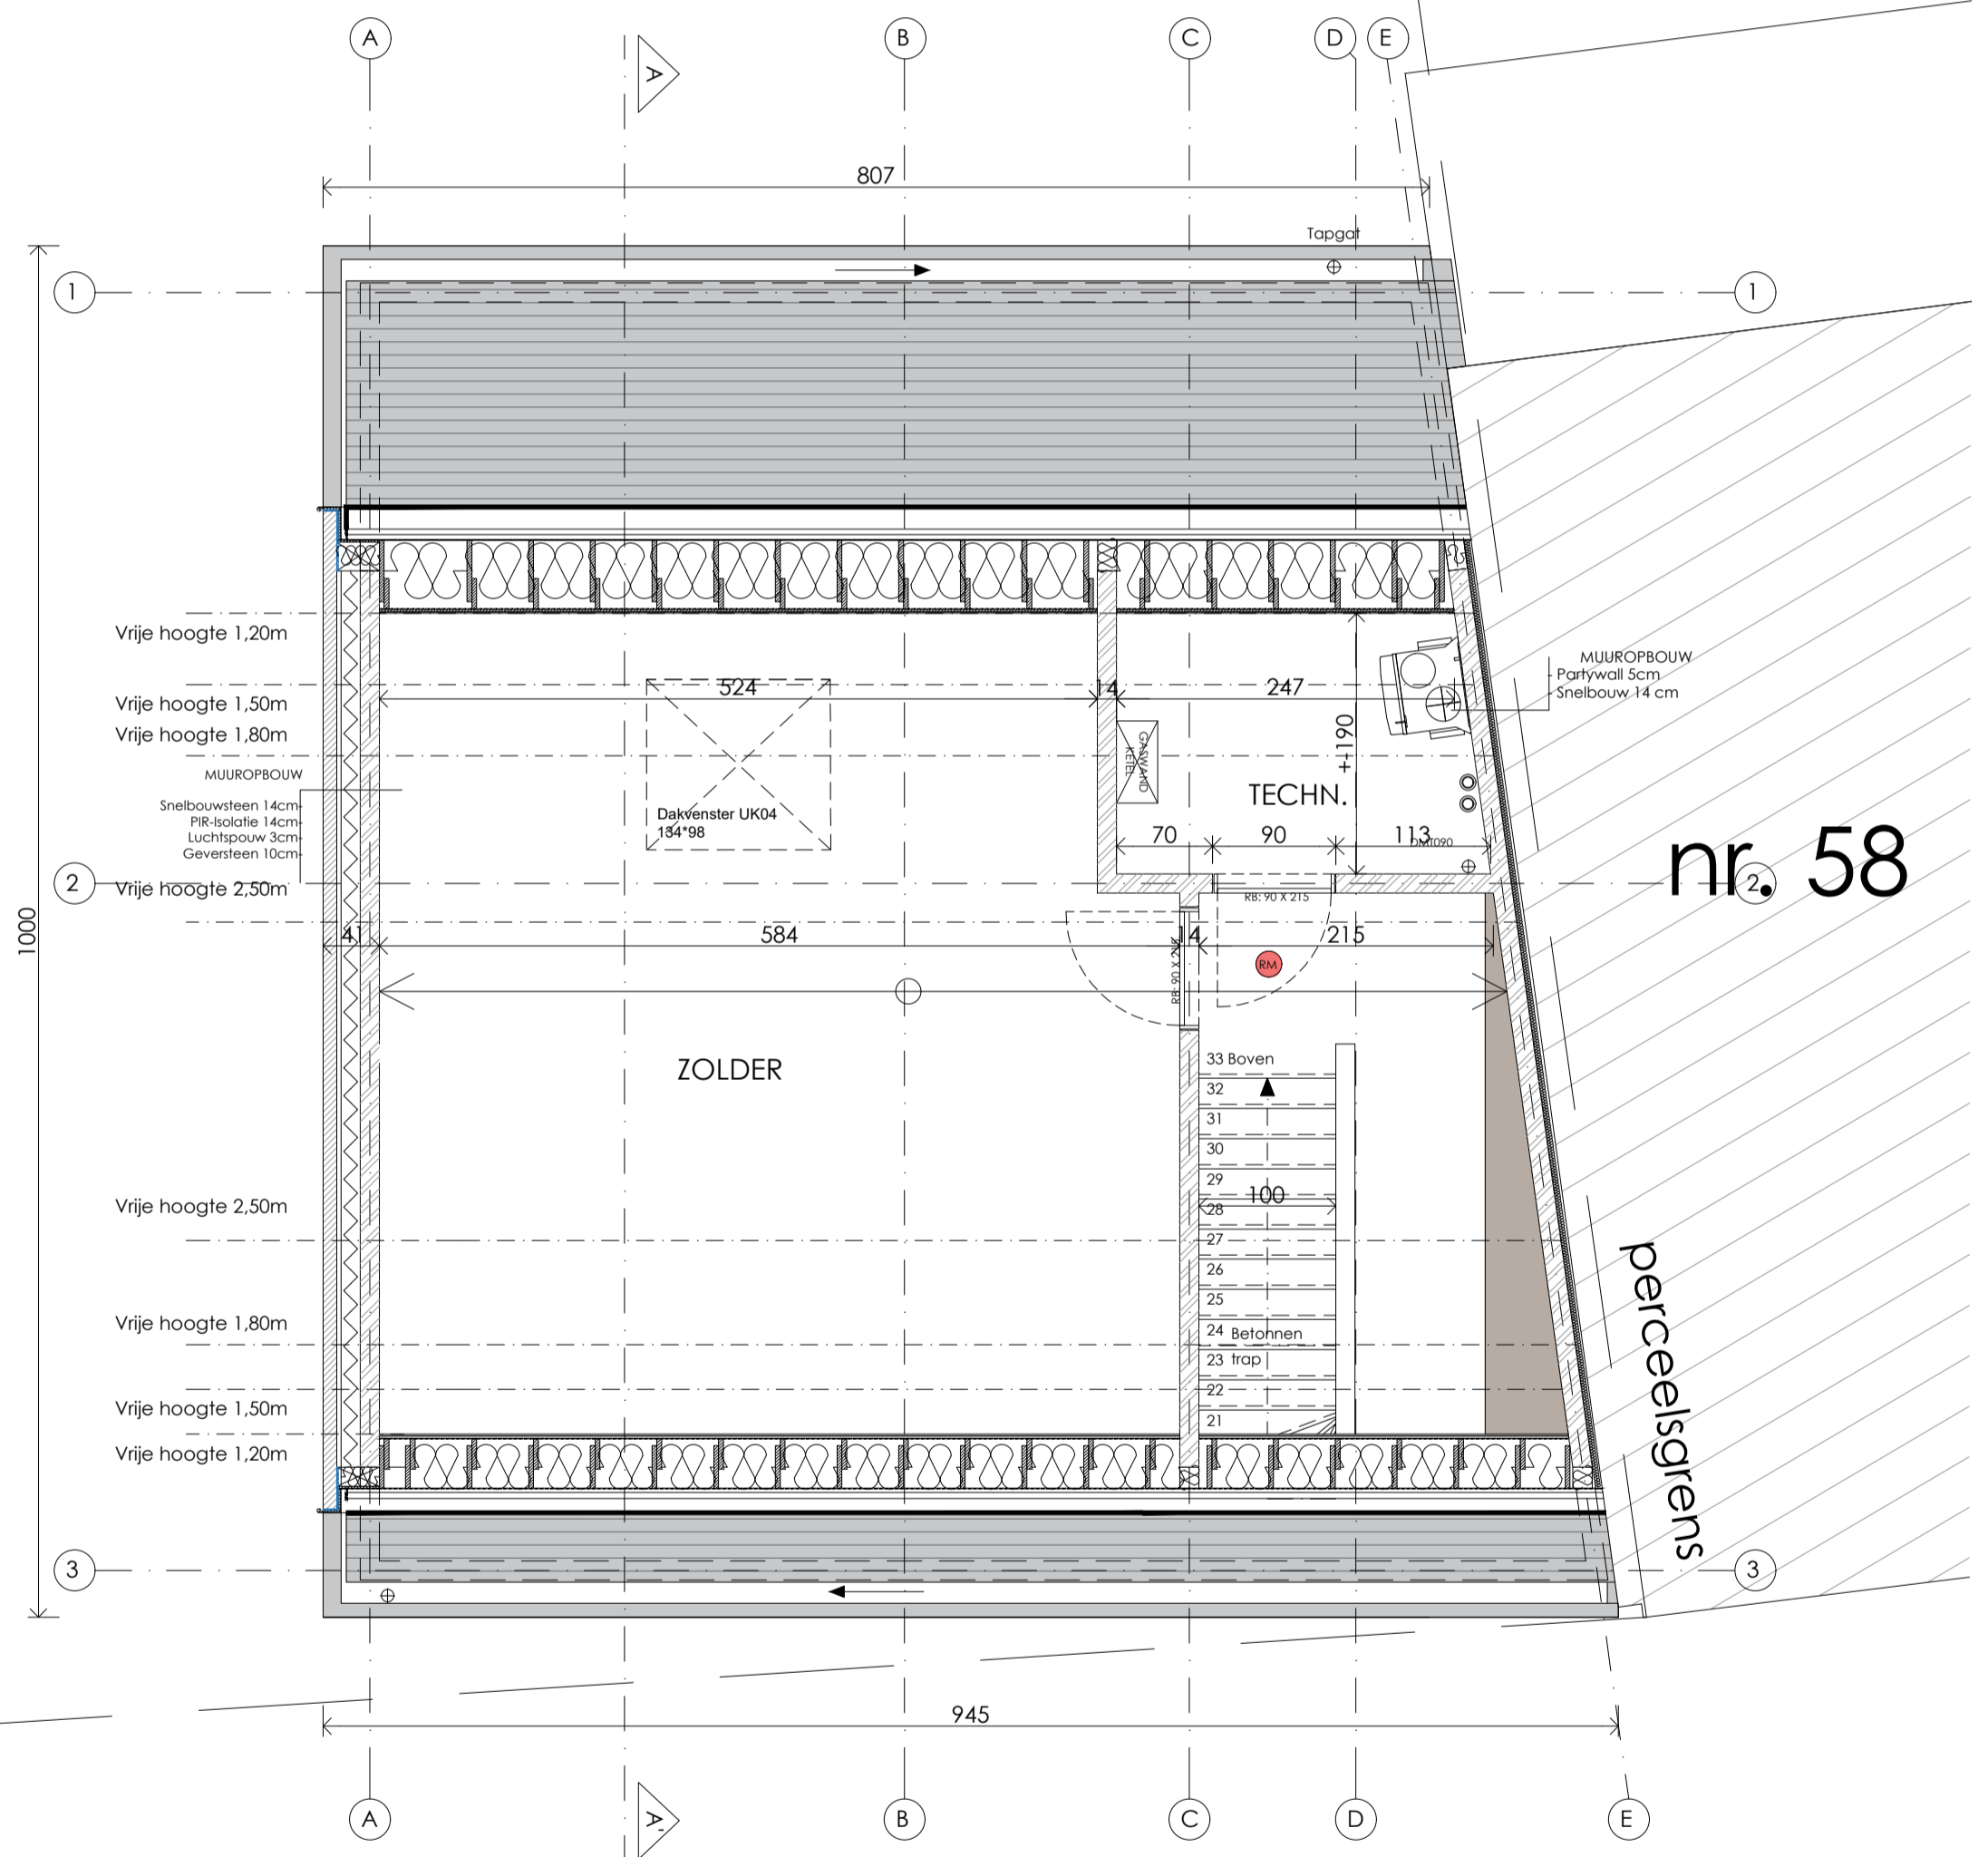 A
B
C
D
E
A
807
Tapgat
1
1
Vrije hoogte 1,20m
MUUROPBOUW
Partywall 5cm
Snelbouw 14 cm
524
14
247
Vrije hoogte 1,50m
Vrije hoogte 1,80m
+-190
GASWAND
KETEL
MUUROPBOUW
Snelbouwsteen 14cm
PIR-Isolatie 14cm
Luchtspouw 3cm
Geversteen 10cm
TECHN.
Dakvenster UK04
134*98
70
90
113
DMT090
nr. 58
2
Vrije hoogte 2,50m
2
RB: 90 X 215
1000
41
584
14
215
RB: 90 X 215
RM
ZOLDER
33 Boven
32
31
30
29
100
28
27
26
25
24 Betonnen
23 trap
22
21
Vrije hoogte 2,50m
Vrije hoogte 1,80m
Vrije hoogte 1,50m
Vrije hoogte 1,20m
perceelsgrens
3
3
945
A
A'
B
C
D
E